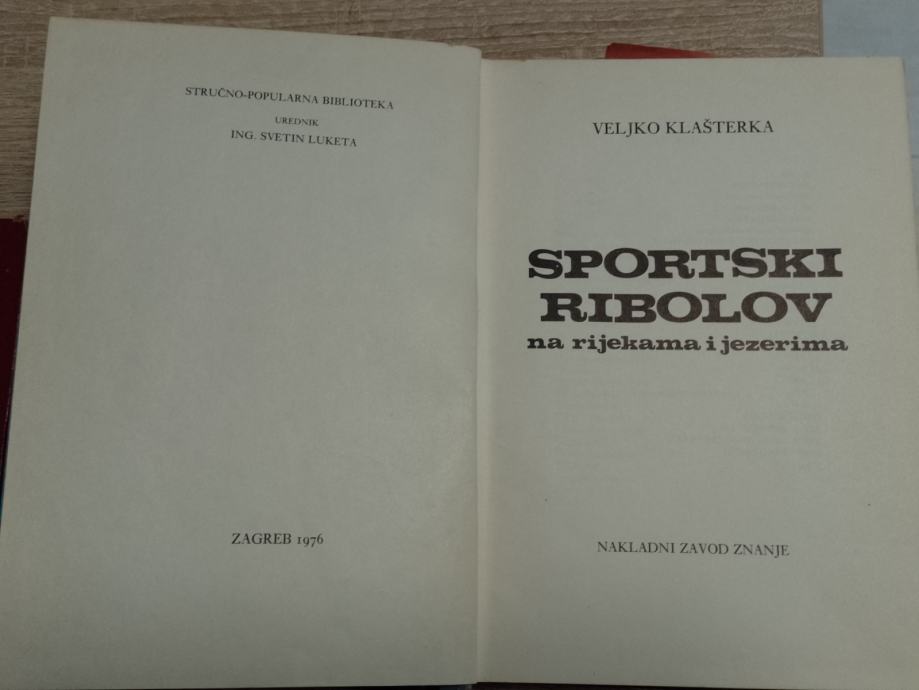 STRUČNO-POPULARNA BIBLIOTEKA
UREDNIK
ING. SVETIN LUKETA
ZAGREB 1976
VELJKO KLAŠTERKA
SPORTSKI
RIBOLOV
na rijekama i jezerima
NAKLADNI ZAVOD ZNANJE